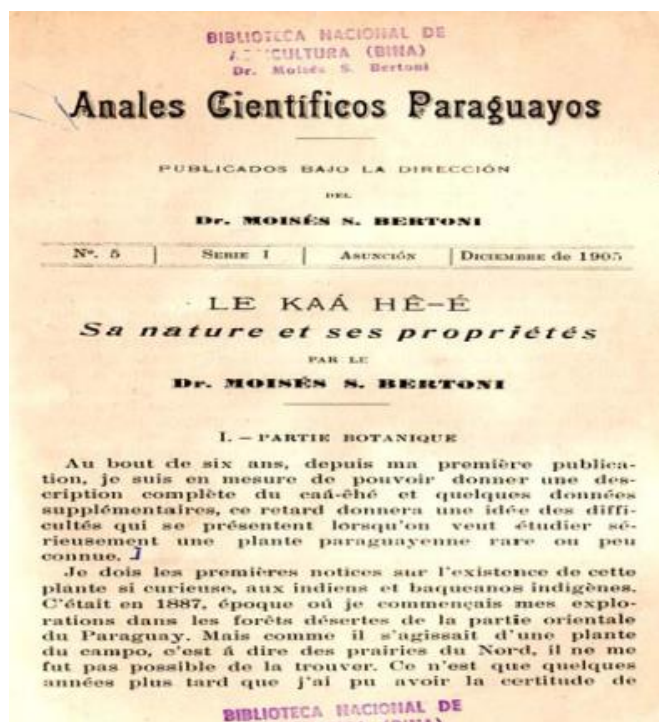 BIBLIOTECA NACIONAL DE
CULTURA (BINA)
Dr. Moisés S. Bertoni
Anales Científicos Paraguayos
PUBLICADOS BAJO LA DIRECCIÓN
DEL
Dr. MOISÉS S. BERTONI
Nº. 5 | SERIE I | ASUNCIÓN | DICIEMBRE de 1905
LE KAÁ HÊ-É
Sa nature et ses propriétés
PAR LE
Dr. MOISÉS S. BERTONI
I. – PARTIE BOTANIQUE
Au bout de six ans, depuis ma première publica-
tion, je suis en mesure de pouvoir donner une des-
cription complète du caá-êhé et quelques données
supplémentaires, ce retard donnera une idée des diffi-
cultés qui se présentent lorsqu'on veut étudier sé-
rieusement une plante paraguayenne rare ou peu
connue.
Je dois les premières notices sur l'existence de cette
plante si curieuse, aux indiens et baqueanos indigènes.
C'était en 1887, époque oú je commençais mes explo-
rations dans les forêts désertes de la partie orientale
du Paraguay. Mais comme il s'agissait d'une plante
du campo, c'est á dire des prairies du Nord, il ne me
fut pas possible de la trouver. Ce n'est que quelques
années plus tard que j'ai pu avoir la certitude de
BIBLIOTECA NACIONAL DE